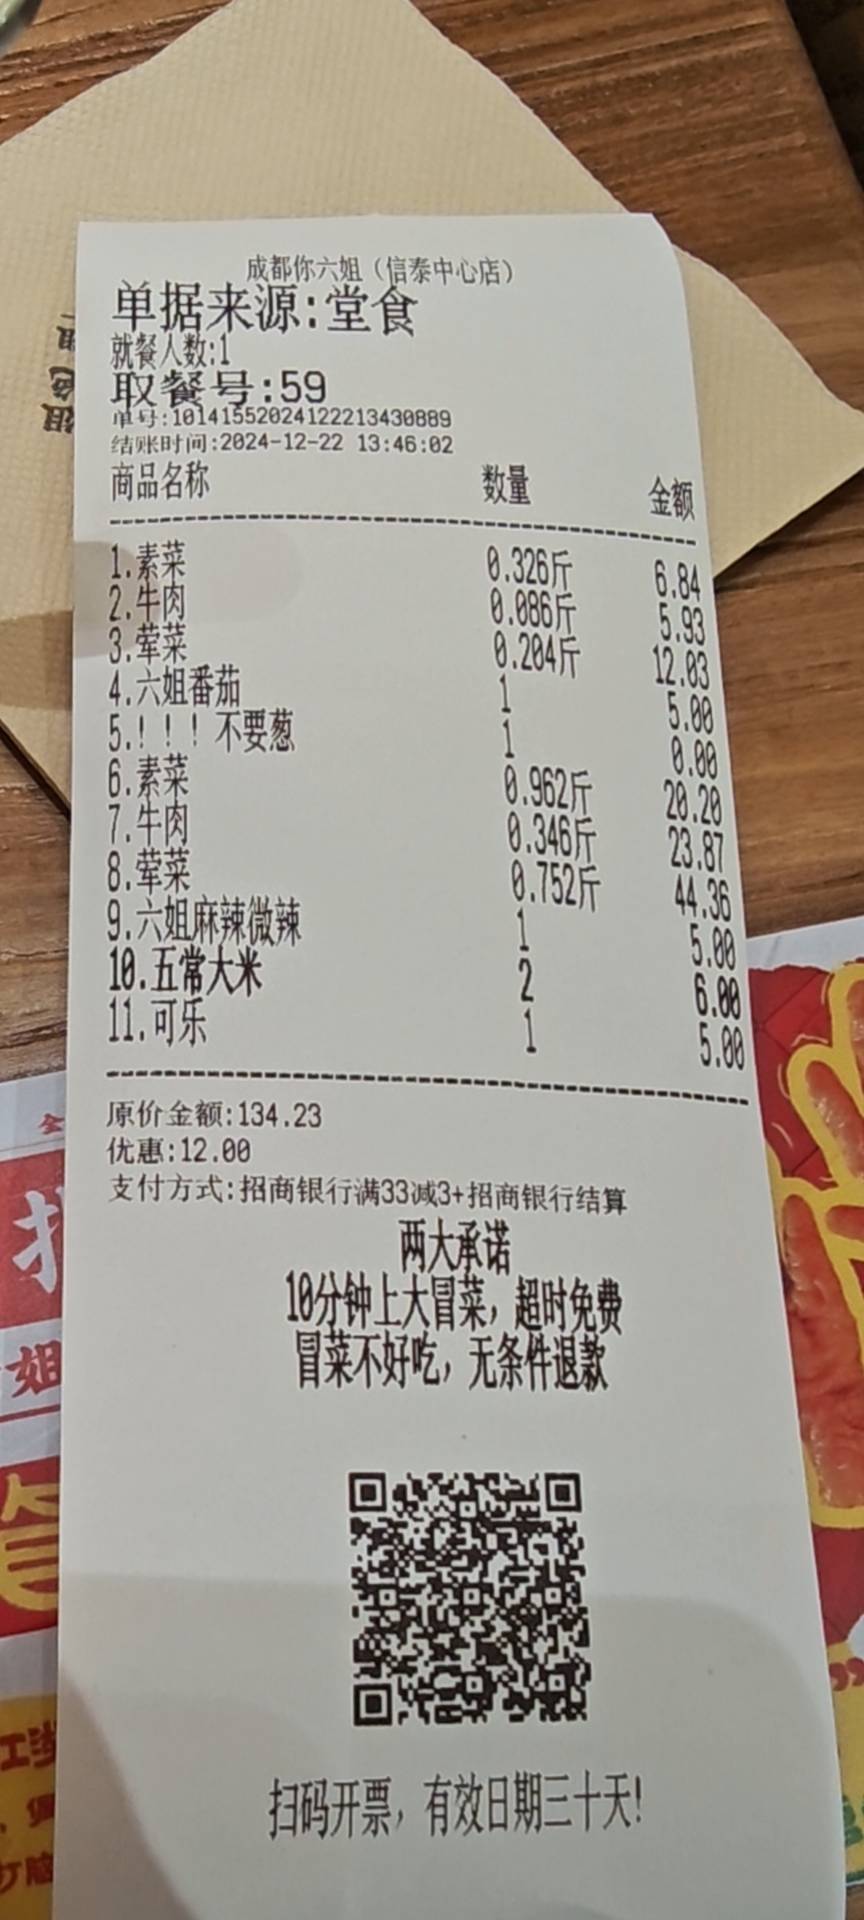 成都你六姐（信泰中心店）
单据来源:堂食
就餐人数:1
取餐号:59
单号:101415520241222213430889
结账时间:2024-12-22 13:46:02
商品名称 数量 金额
1.素菜 0.326斤 6.84
2.牛肉 0.086斤 5.93
3.荤菜 0.204斤 12.03
4.六姐番茄 1 5.00
5.！！！不要葱 1 0.00
6.素菜 0.962斤 20.20
7.牛肉 0.346斤 23.87
8.荤菜 0.752斤 44.36
9.六姐麻辣微辣 1 5.00
10.五常大米 2 6.00
11.可乐 1 5.00
原价金额:134.23
优惠:12.00
支付方式:招商银行满33减3+招商银行结算
两大承诺
10分钟上大冒菜，超时免费
冒菜不好吃，无条件退款
扫码开票，有效日期三十天!
姐